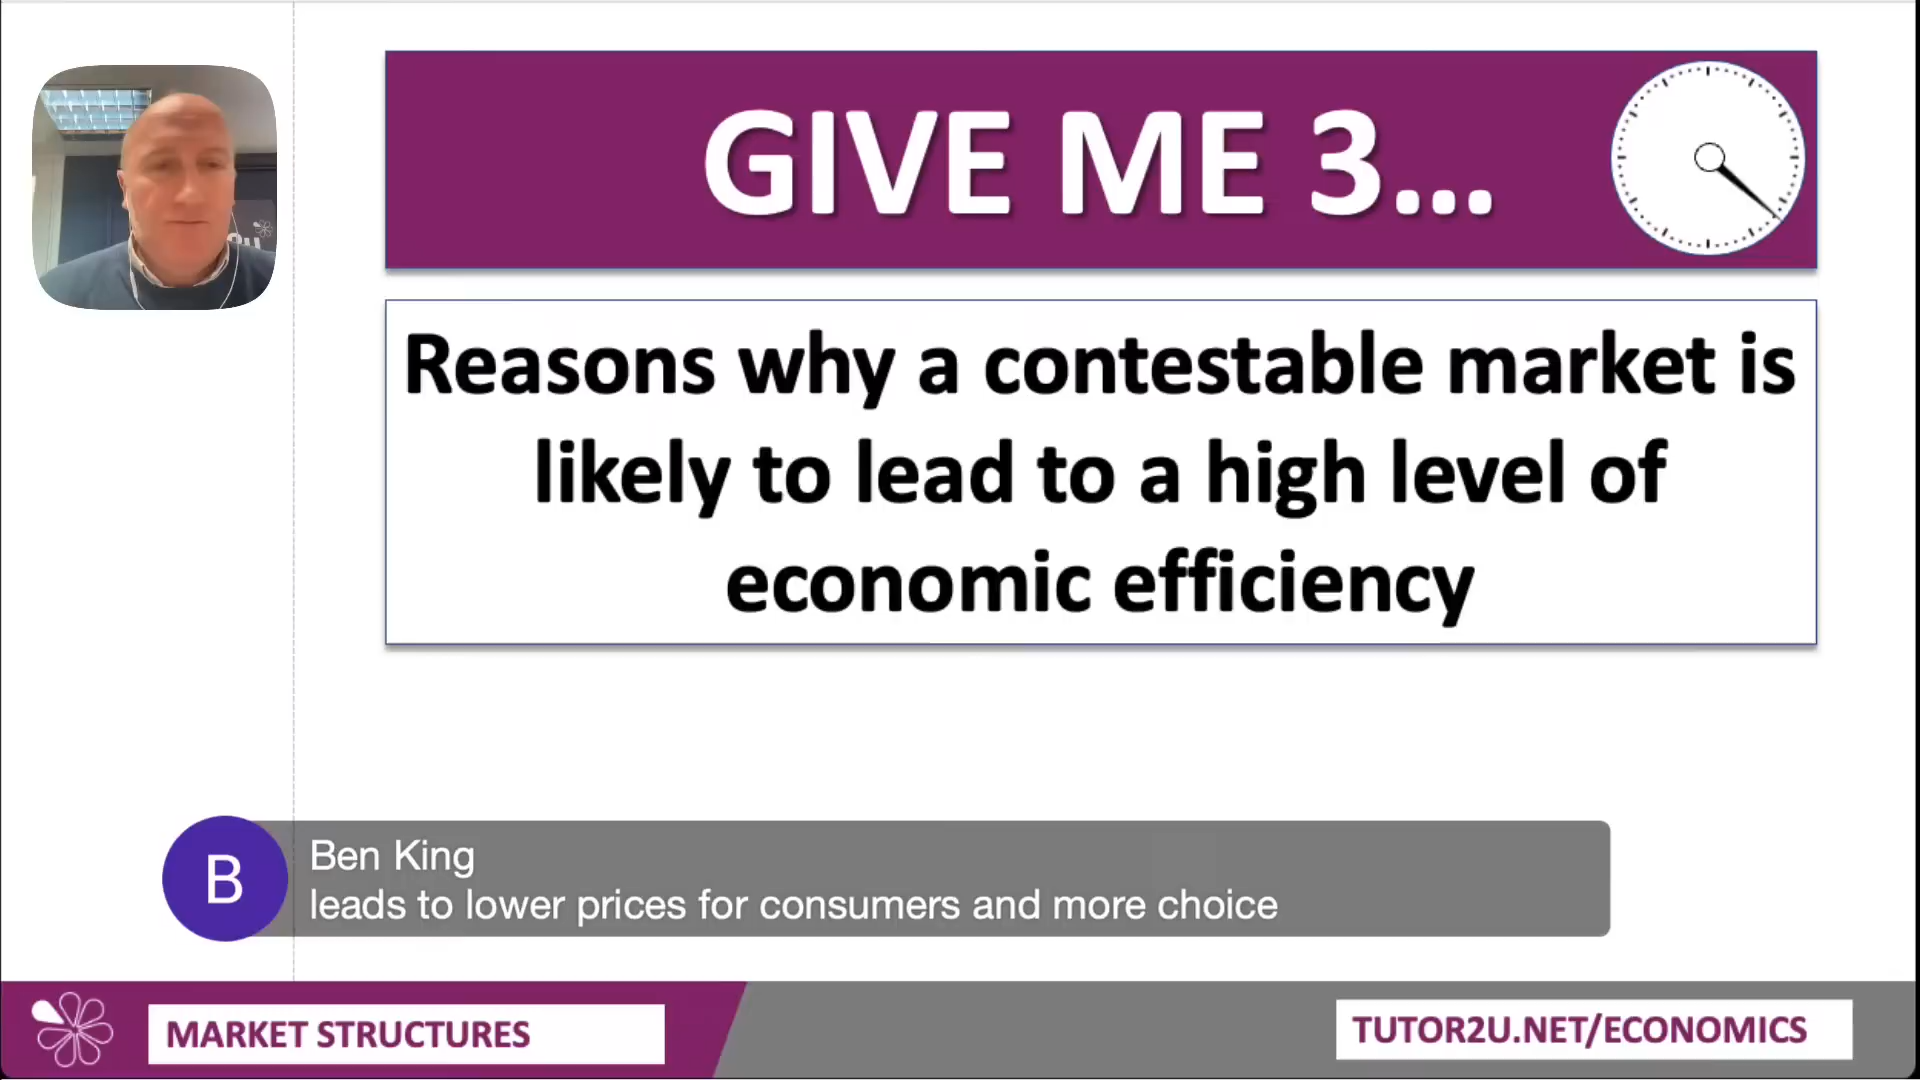 GIVE ME 3...
Reasons why a contestable market is
likely to lead to a high level of
economic efficiency
B
Ben King
leads to lower prices for consumers and more choice
MARKET STRUCTURES
TUTOR2U.NET/ECONOMICS